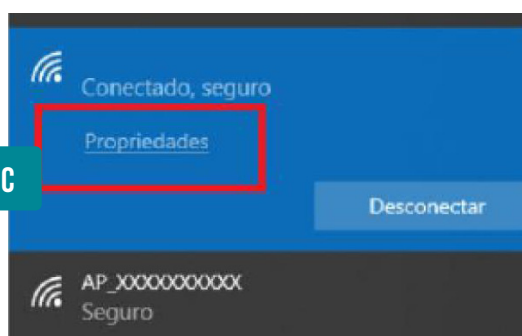 Conectado, seguro
Propriedades
C
Desconectar
AP_XXXXXXXXXX
Seguro